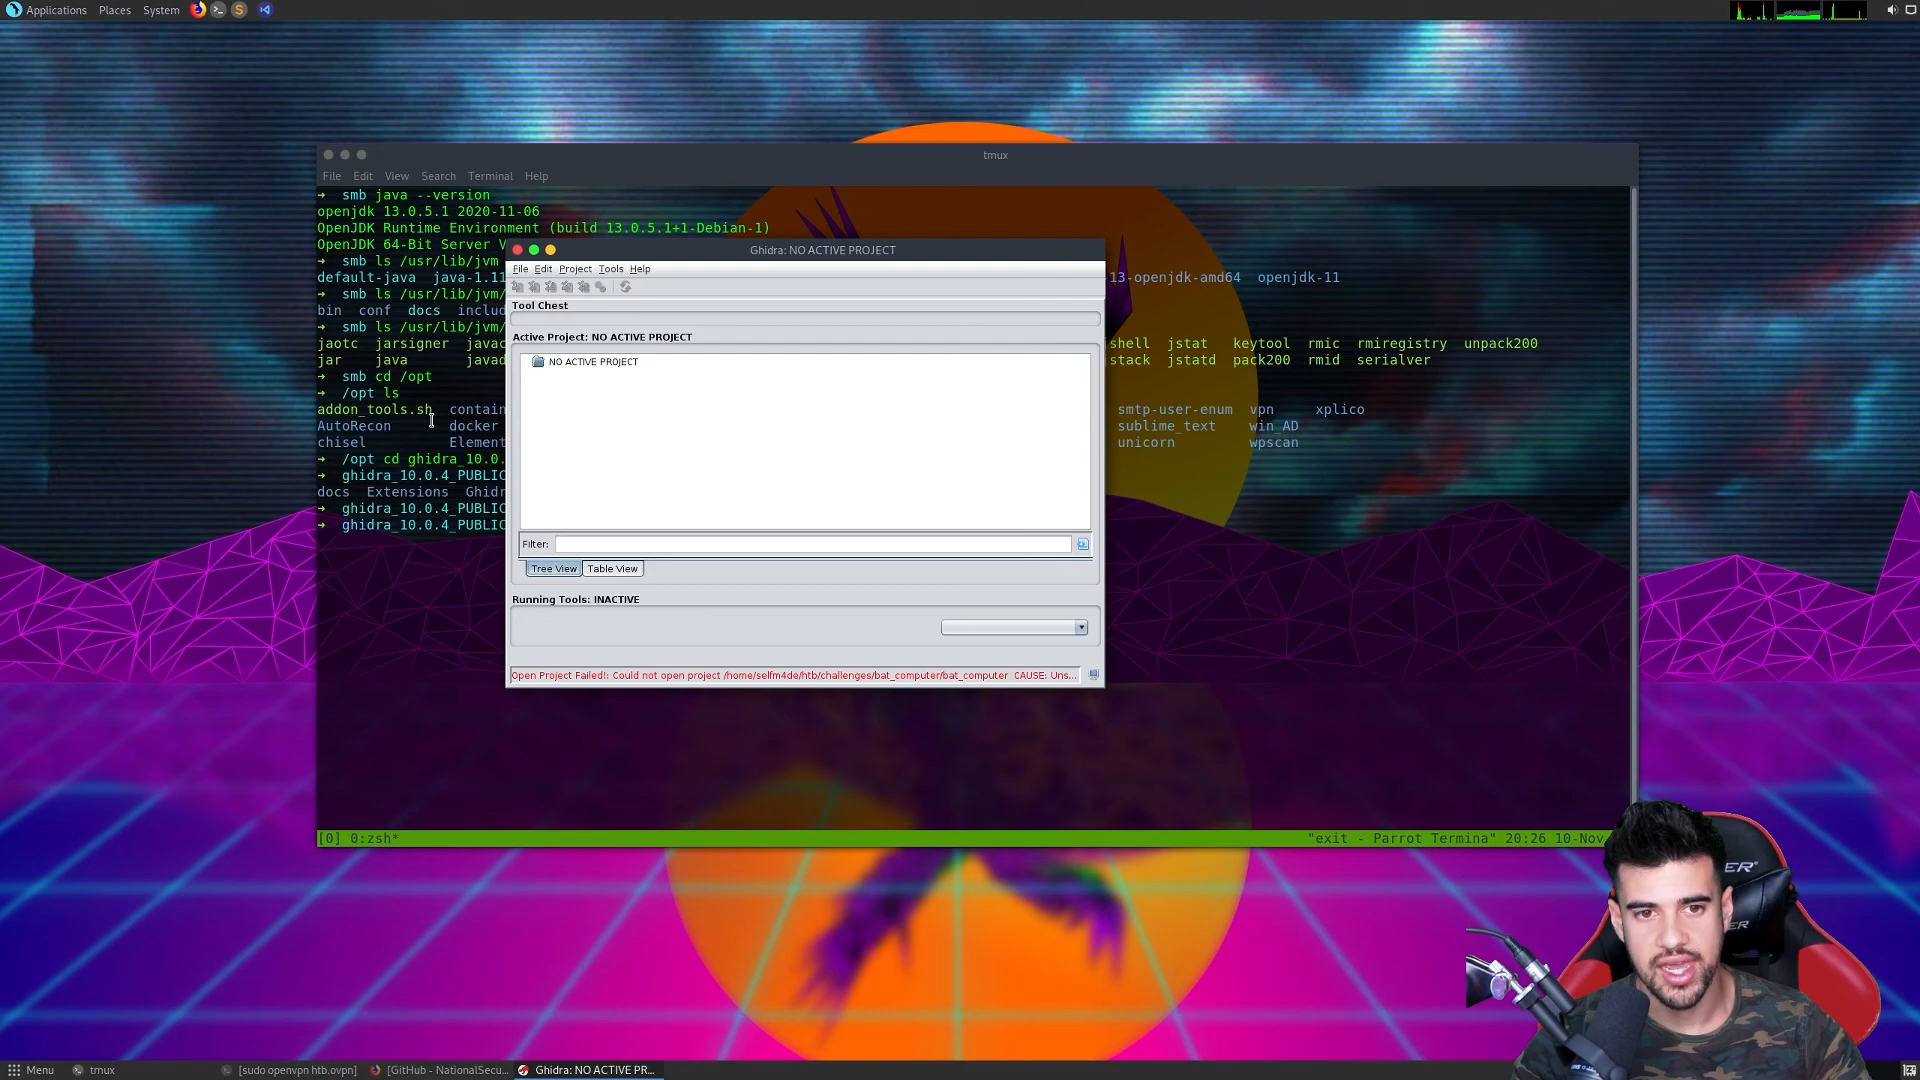 Applications Places System
tmux
File Edit View Search Terminal Help
→ smb java --version
openjdk 13.0.5.1 2020-11-06
OpenJDK Runtime Environment (build 13.0.5.1+1-Debian-1)
OpenJDK 64-Bit Server V
→ smb ls /usr/lib/jvm
default-java java-1.11 13-openjdk-amd64 openjdk-11
→ smb ls /usr/lib/jvm/
bin conf docs includ
→ smb ls /usr/lib/jvm/
jaotc jarsigner javac shell jstat keytool rmic rmiregistry unpack200
jar java javad stack jstatd pack200 rmid serialver
→ smb cd /opt
→ /opt ls
addon_tools.sh contain smtp-user-enum vpn xplico
AutoRecon docker sublime_text win_AD
chisel Element unicorn wpscan
→ /opt cd ghidra_10.0.
→ ghidra_10.0.4_PUBLIC
docs Extensions Ghidr
→ ghidra_10.0.4_PUBLIC
→ ghidra_10.0.4_PUBLIC
Ghidra: NO ACTIVE PROJECT
File Edit Project Tools Help
Tool Chest
Active Project: NO ACTIVE PROJECT
NO ACTIVE PROJECT
Filter:
Tree View Table View
Running Tools: INACTIVE
Open Project Failed!: Could not open project /home/selfm4de/htb/challenges/bat_computer/bat_computer CAUSE: Uns...
[0] 0:zsh* "exit - Parrot Termina" 20:26 10-Nov
ER
ER
Menu tmux [sudo openvpn htb.ovpn] [GitHub - NationalSecu... Ghidra: NO ACTIVE PR...